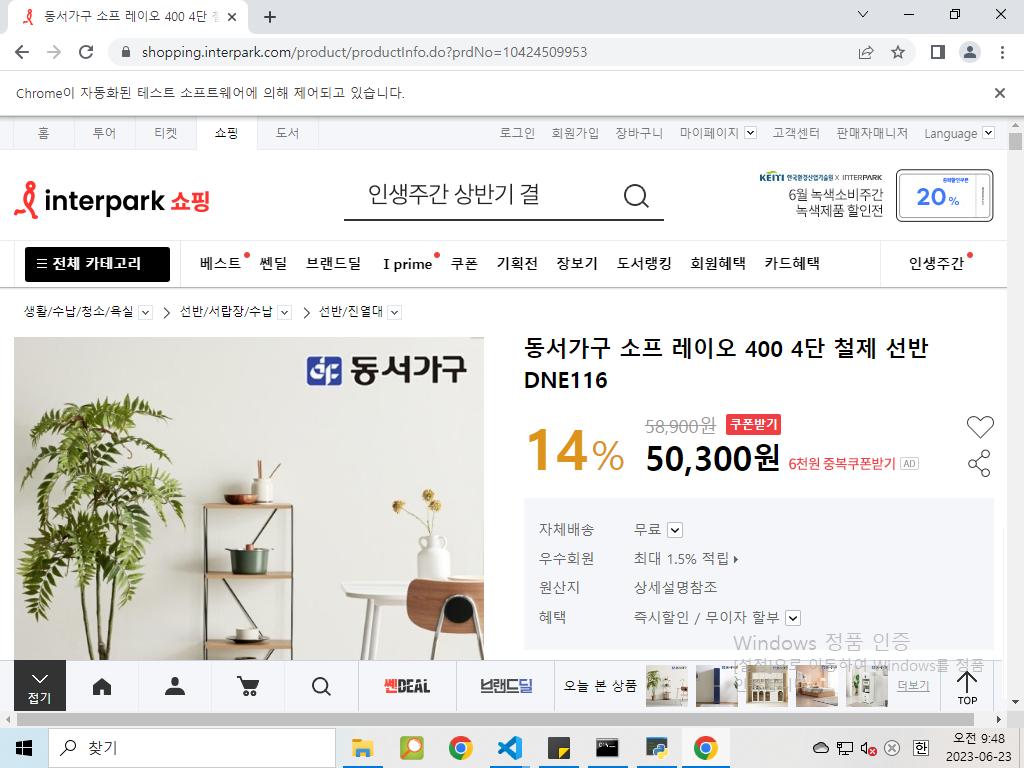 동서가구 소프 레이오 400 4단 철
shopping.interpark.com/product/productInfo.do?prdNo=10424509953
Chrome이 자동화된 테스트 소프트웨어에 의해 제어되고 있습니다.
홈 투어 티켓 쇼핑 도서 로그인 회원가입 장바구니 마이페이지 고객센터 판매자매니저 Language
interpark 쇼핑
인생주간 상반기 결
KEITI 한국환경산업기술원 X INTERPARK
6월 녹색소비주간
녹색제품 할인전
20%
전체 카테고리 베스트 쎈딜 브랜드딜 I prime 쿠폰 기획전 장보기 도서랭킹 회원혜택 카드혜택 인생주간
생활/수납/청소/욕실 > 선반/서랍장/수납 > 선반/진열대
동서가구
동서가구 소프 레이오 400 4단 철제 선반
DNE116
14%
58,900원 쿠폰받기
50,300원 6천원 중복쿠폰받기 AD
자체배송 무료
우수회원 최대 1.5% 적립
원산지 상세설명참조
혜택 즉시할인 / 무이자 할부
Windows 정품 인증
[설정]으로 이동하여 Windows를 정품
접기
쎈DEAL
브랜드딜
오늘 본 상품
더보기
TOP
찾기
한
오전 9:48
2023-06-23